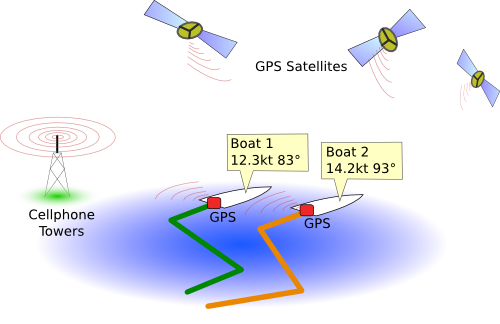 GPS Satellites
Boat 1
12.3kt 83°
Boat 2
14.2kt 93°
Cellphone
Towers
GPS
GPS